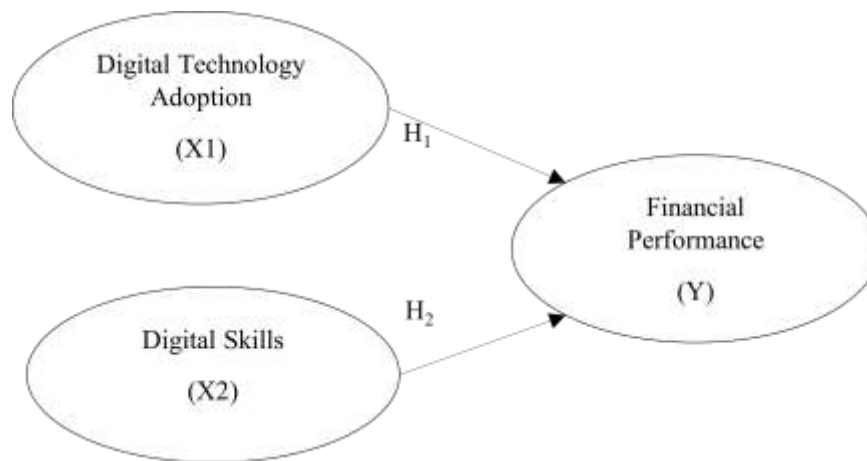 Digital Technology
Adoption
(X1)
H₁
Financial
Performance
(Y)
H₂
Digital Skills
(X2)